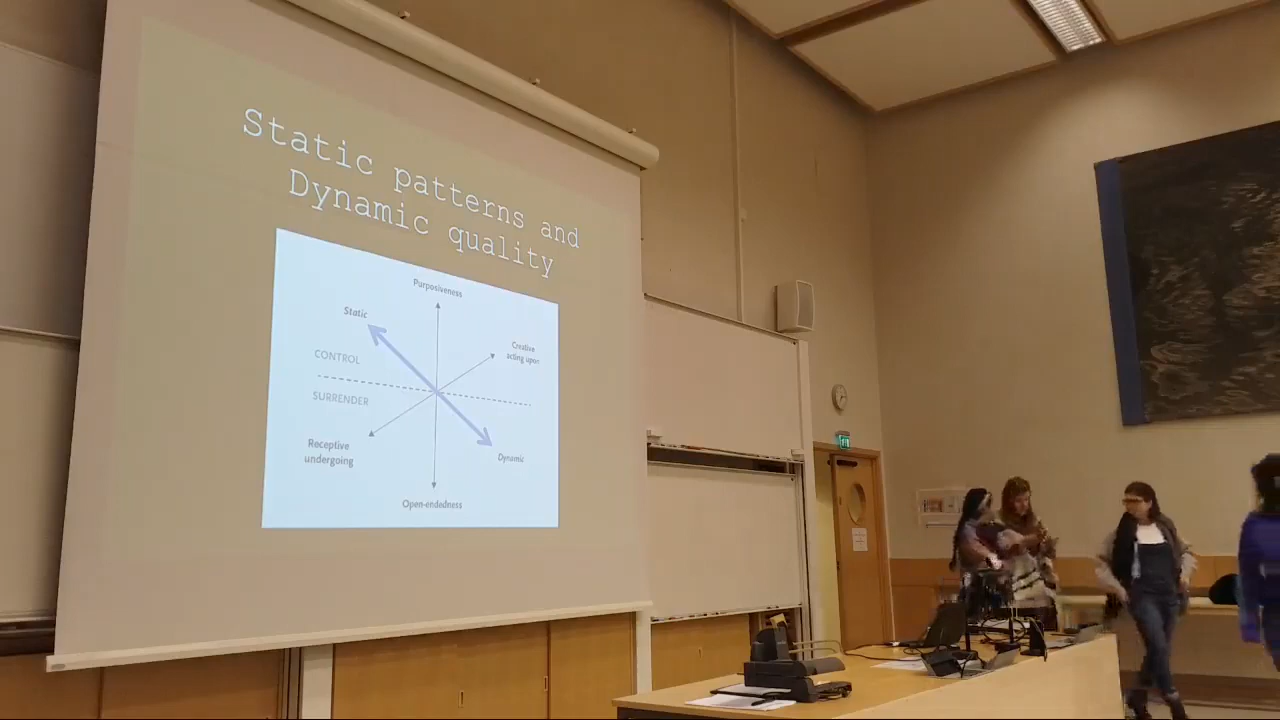 Static patterns and
Dynamic quality
Purposiveness
Static
Creative
acting upon
CONTROL
SURRENDER
Receptive
undergoing
Dynamic
Open-endedness